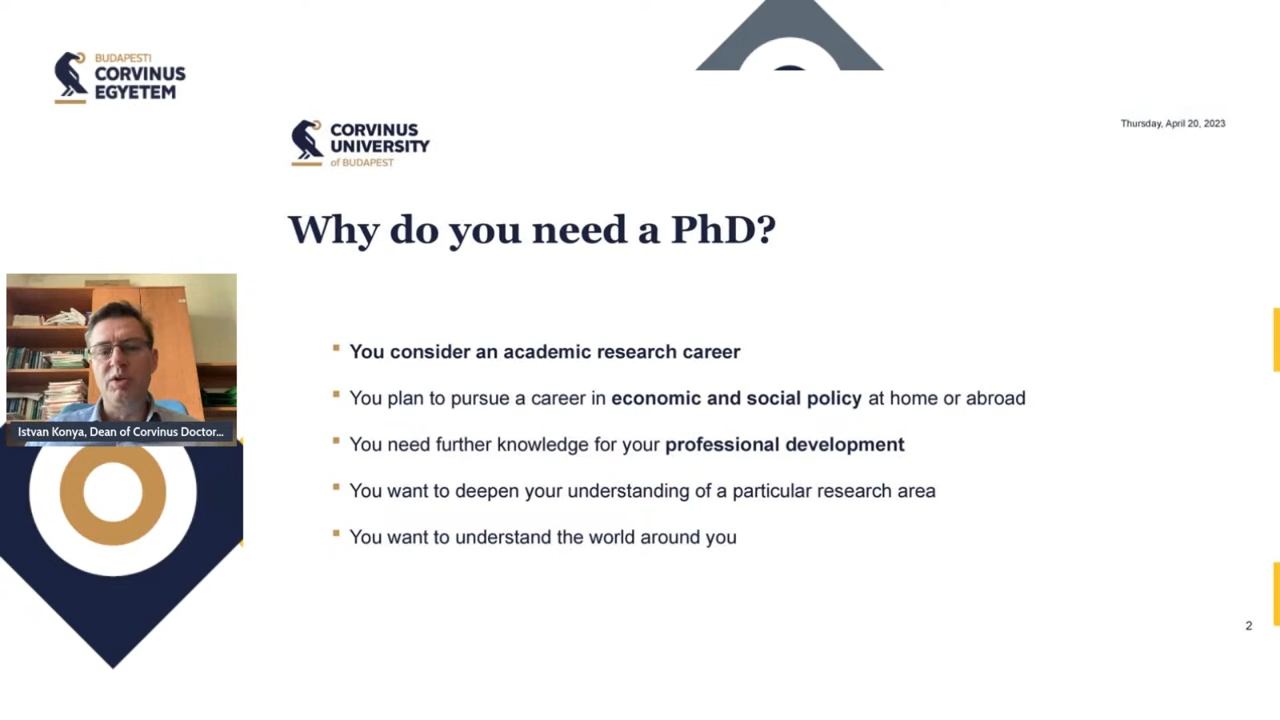 BUDAPESTI
CORVINUS
EGYETEM
CORVINUS
UNIVERSITY
of BUDAPEST
Thursday, April 20, 2023
Why do you need a PhD?
You consider an academic research career
You plan to pursue a career in economic and social policy at home or abroad
You need further knowledge for your professional development
You want to deepen your understanding of a particular research area
You want to understand the world around you
Istvan Konya, Dean of Corvinus Doctor...
2